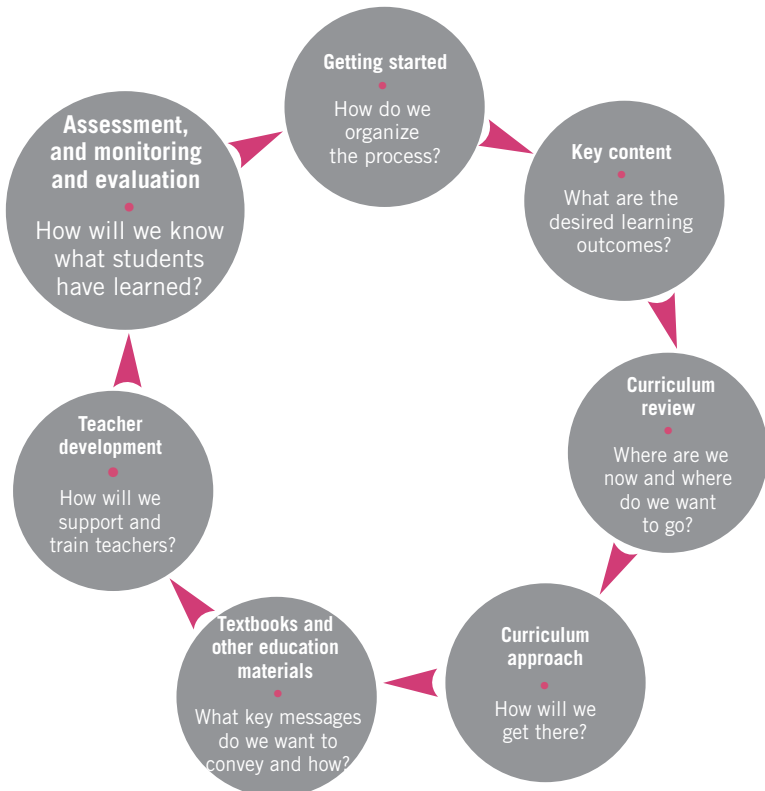 Getting started
How do we
organize
the process?
Key content
What are the
desired learning
outcomes?
Curriculum
review
Where are we
now and where
do we want
to go?
Curriculum
approach
How will we
get there?
Textbooks and
other education
materials
What key messages
do we want to
convey and how?
Teacher
development
How will we
support and
train teachers?
Assessment,
and monitoring
and evaluation
How will we know
what students
have learned?